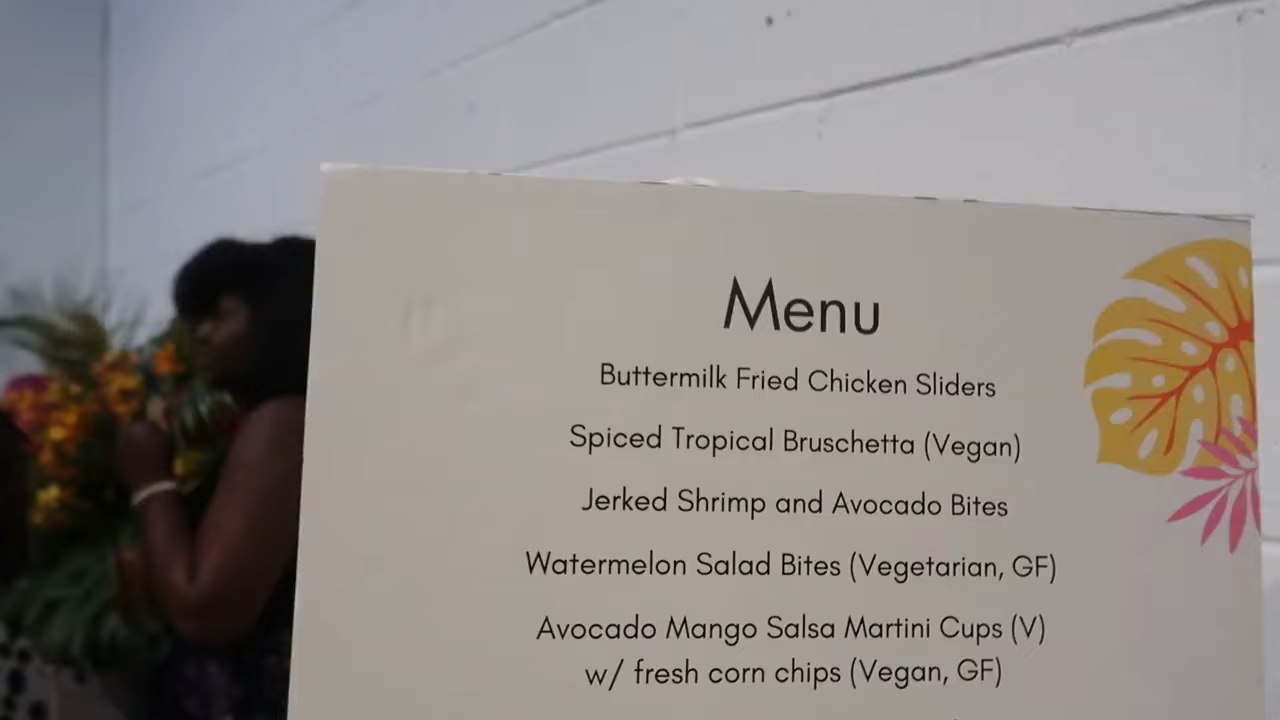 Menu
Buttermilk Fried Chicken Sliders
Spiced Tropical Bruschetta (Vegan)
Jerked Shrimp and Avocado Bites
Watermelon Salad Bites (Vegetarian, GF)
Avocado Mango Salsa Martini Cups (V)
w/ fresh corn chips (Vegan, GF)